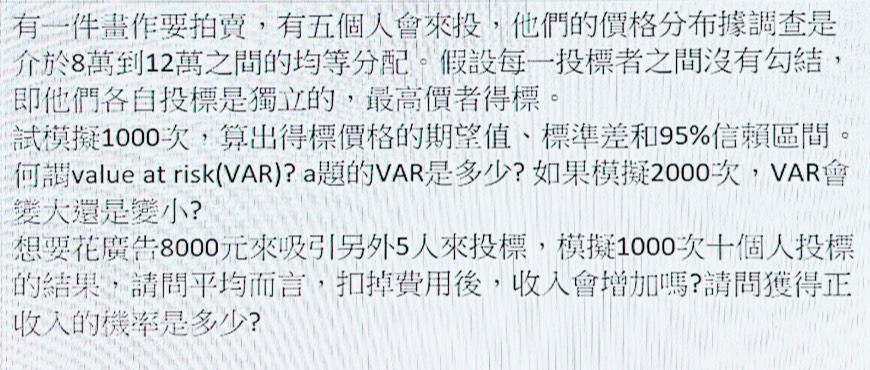 有一件畫作要拍賣，有五個人會來投，他們的價格分布據調查是
介於8萬到12萬之間的均等分配。假設每一投標者之間沒有勾結，
即他們各自投標是獨立的，最高價者得標。
試模擬1000次，算出得標價格的期望值、標準差和95%信賴區間。
何謂value at risk(VAR)? a題的VAR是多少? 如果模擬2000次，VAR會
變大還是變小?
想要花廣告8000元來吸引另外5人來投標，模擬1000次十個人投標
的結果，請問平均而言，扣掉費用後，收入會增加嗎?請問獲得正
收入的機率是多少?